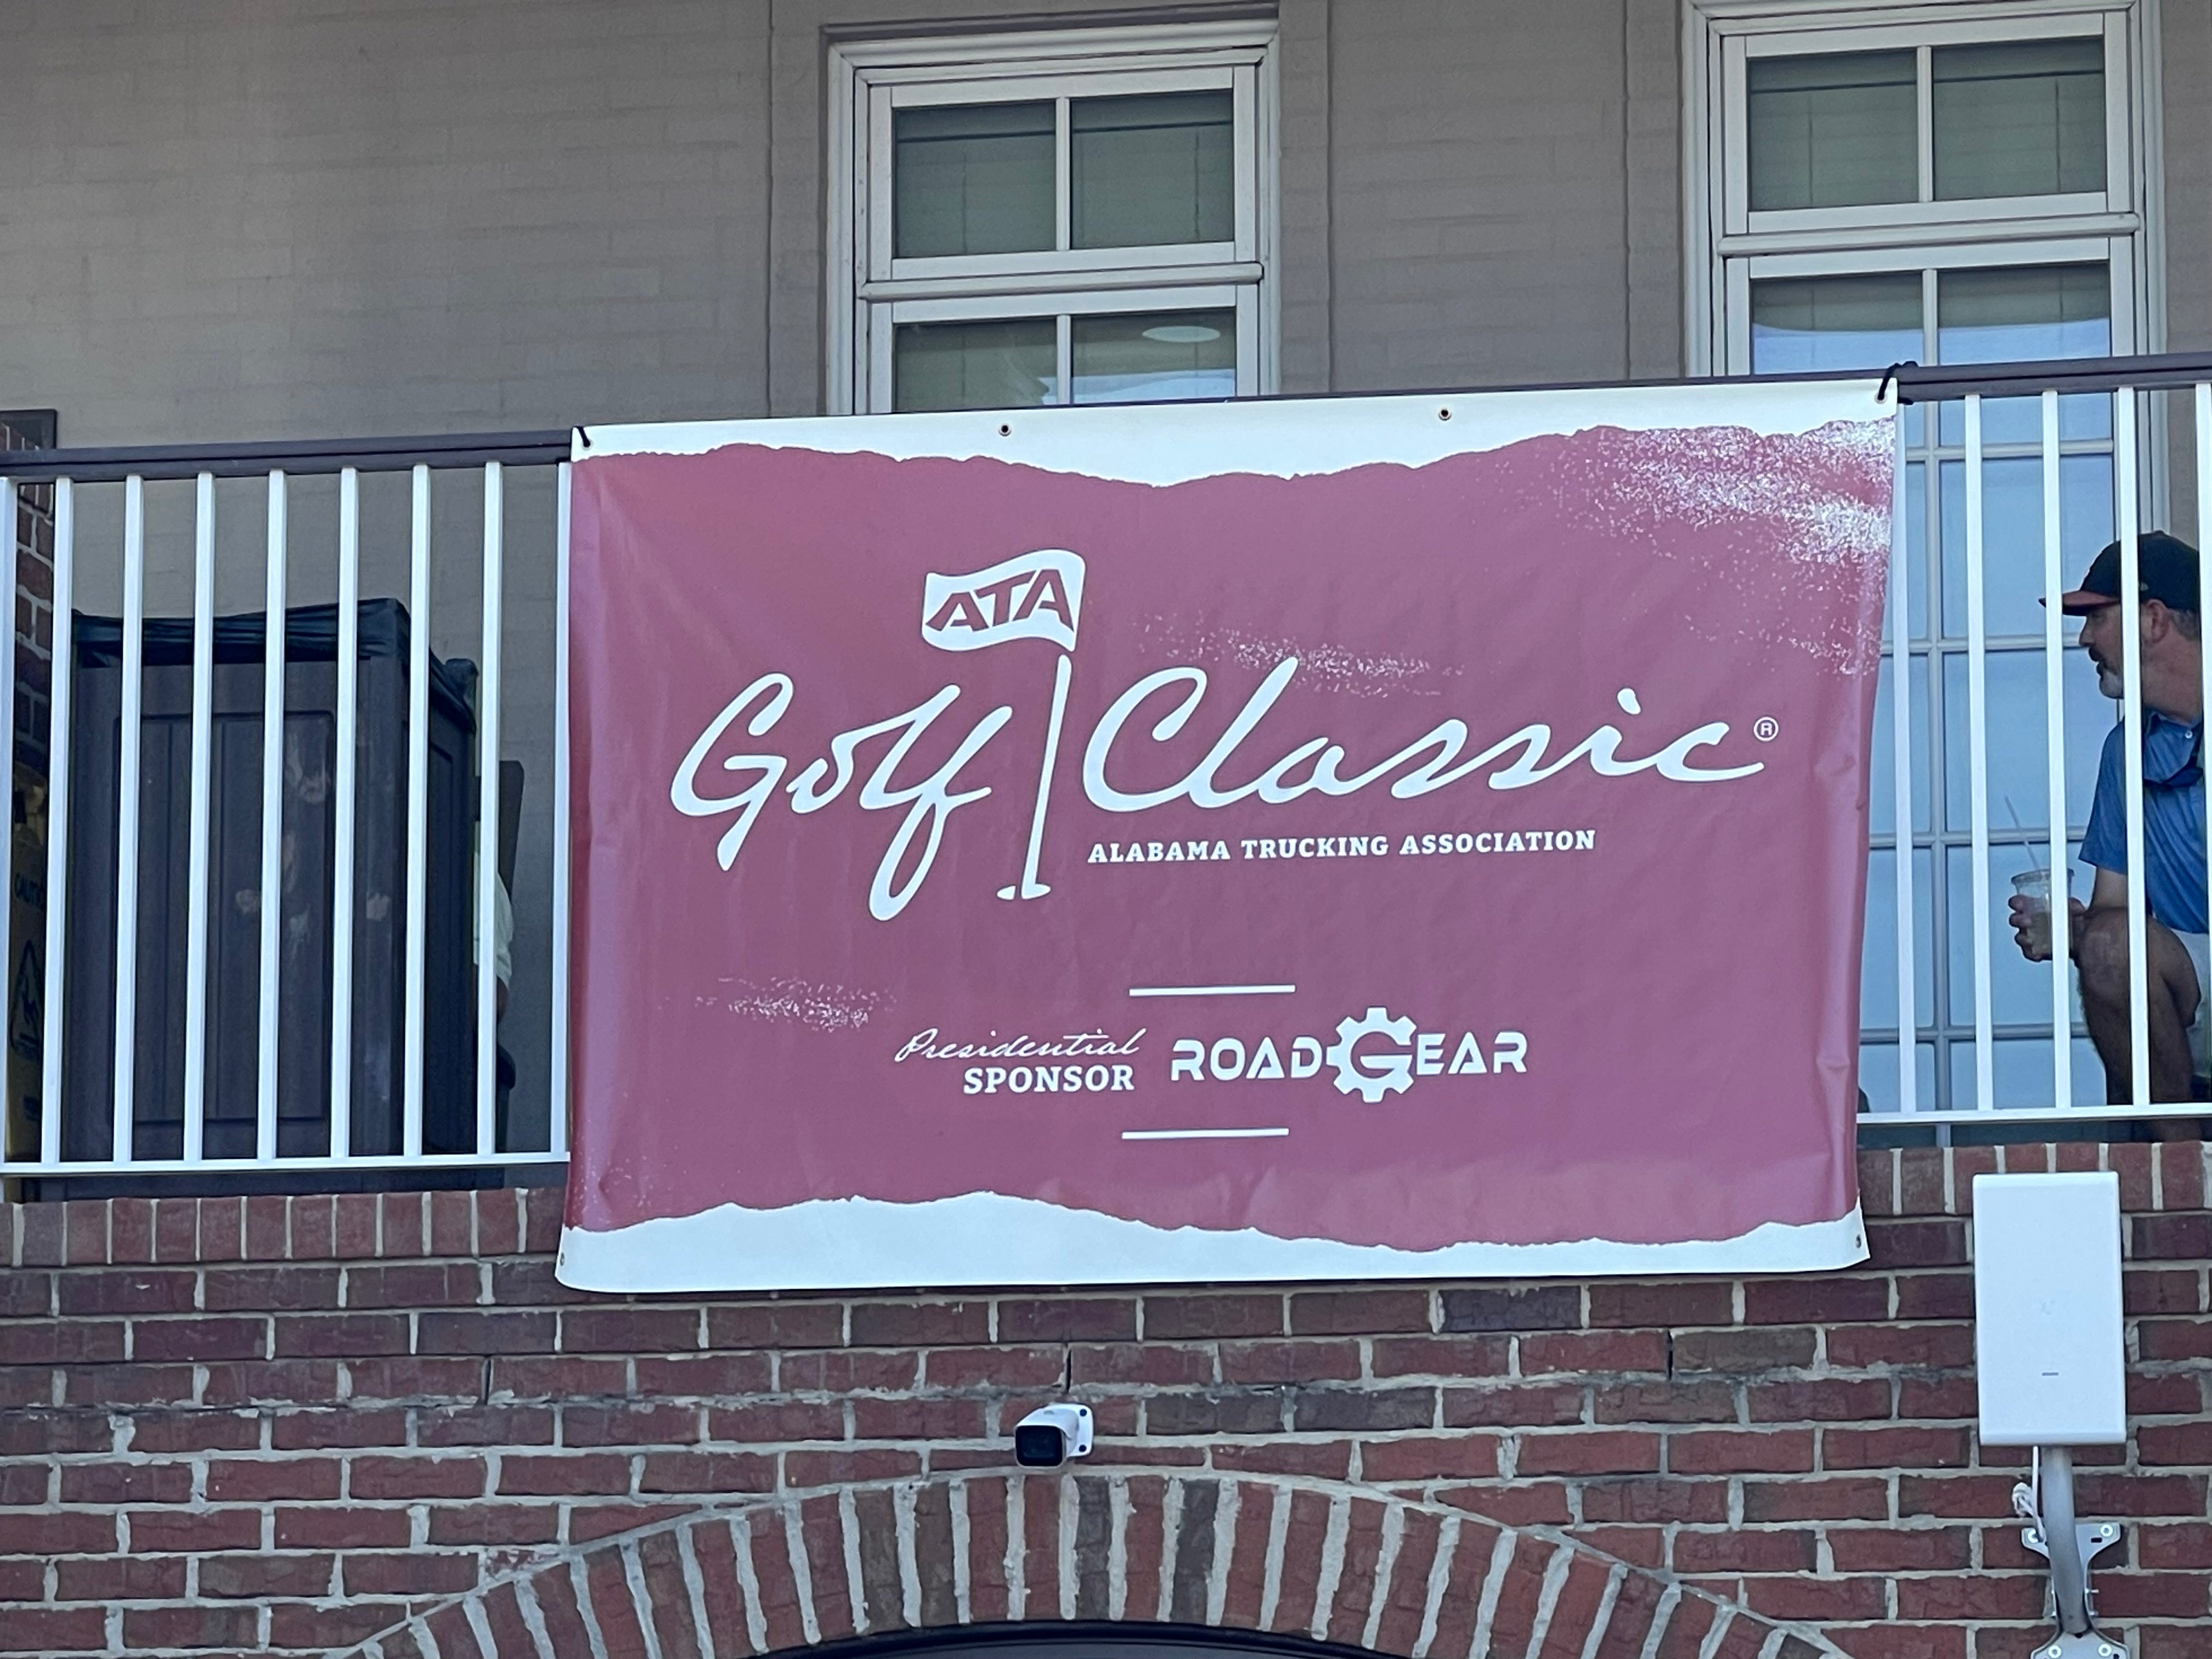 ATA
Golf Classic®
ALABAMA TRUCKING ASSOCIATION
Presidential
SPONSOR
ROADGEAR